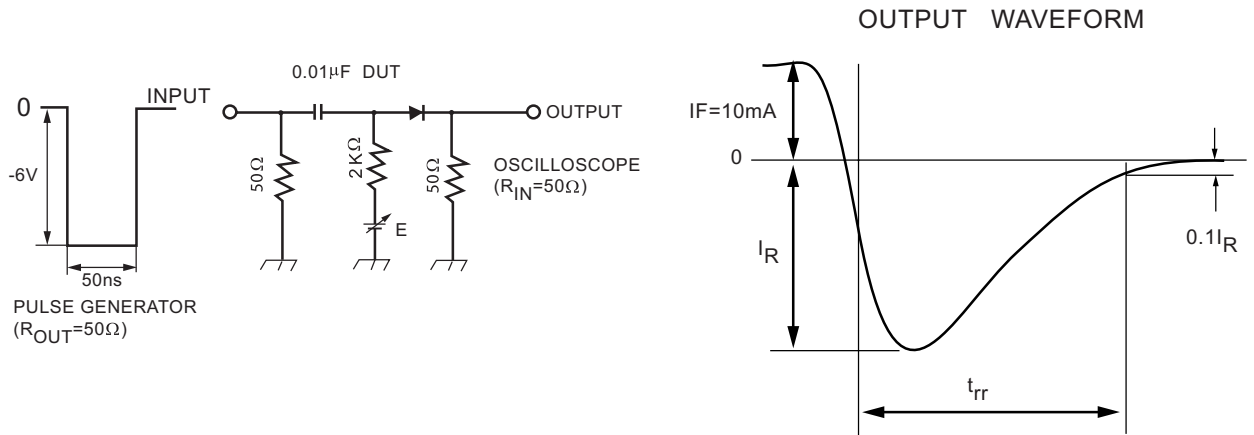 OUTPUT WAVEFORM
0.01µF DUT
0
INPUT
OUTPUT
-6V
50Ω
2KΩ
50Ω
OSCILLOSCOPE
(RIN=50Ω)
E
50ns
PULSE GENERATOR
(ROUT=50Ω)
IF=10mA
0
IR
0.1IR
trr